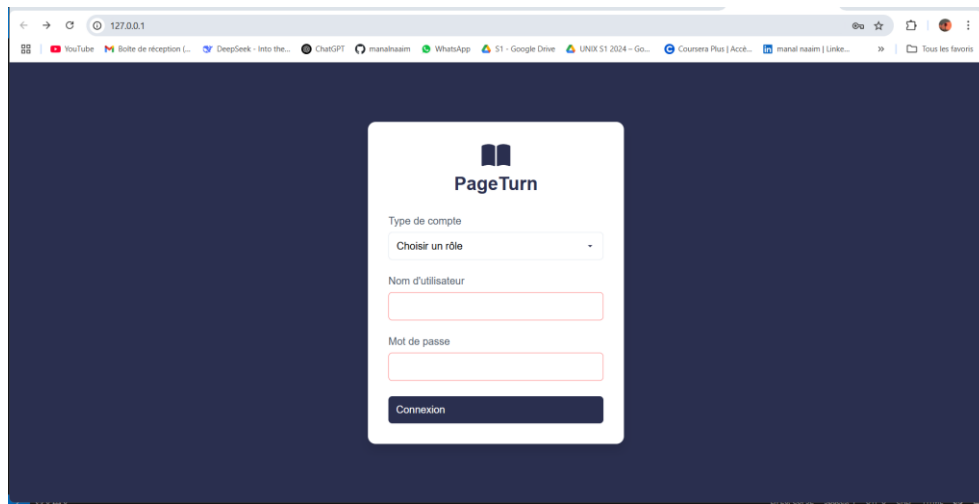 127.0.0.1
YouTube Boîte de réception (... DeepSeek - Into the... ChatGPT manalnaaim WhatsApp S1 - Google Drive UNIX S1 2024 – Go... Coursera Plus | Accè... manal naaim | Linke... » Tous les favoris
PageTurn
Type de compte
Choisir un rôle
Nom d'utilisateur
Mot de passe
Connexion